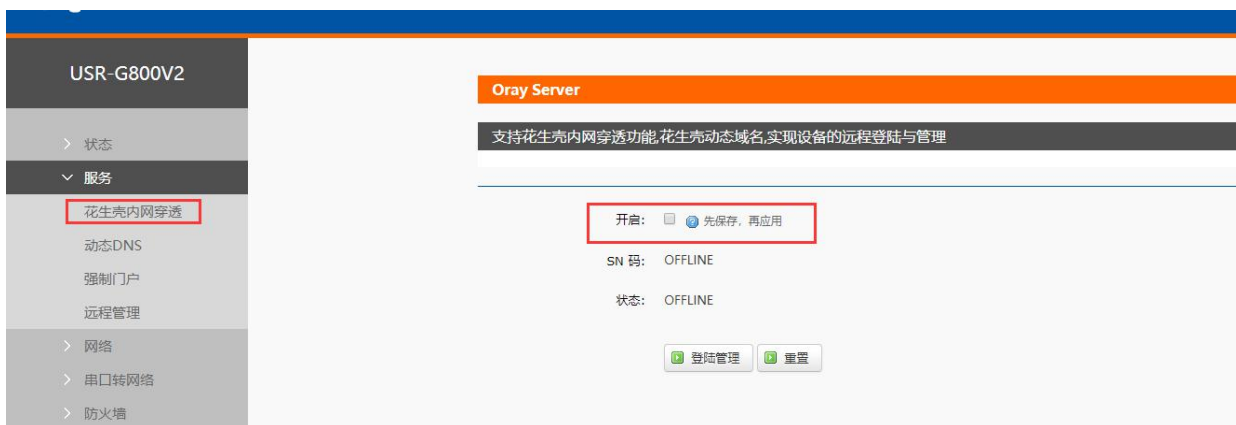 USR-G800V2
状态
服务
花生壳内网穿透
动态DNS
强制门户
远程管理
网络
串口转网络
防火墙
Oray Server
支持花生壳内网穿透功能,花生壳动态域名,实现设备的远程登陆与管理
开启: 先保存，再应用
SN 码: OFFLINE
状态: OFFLINE
登陆管理 重置